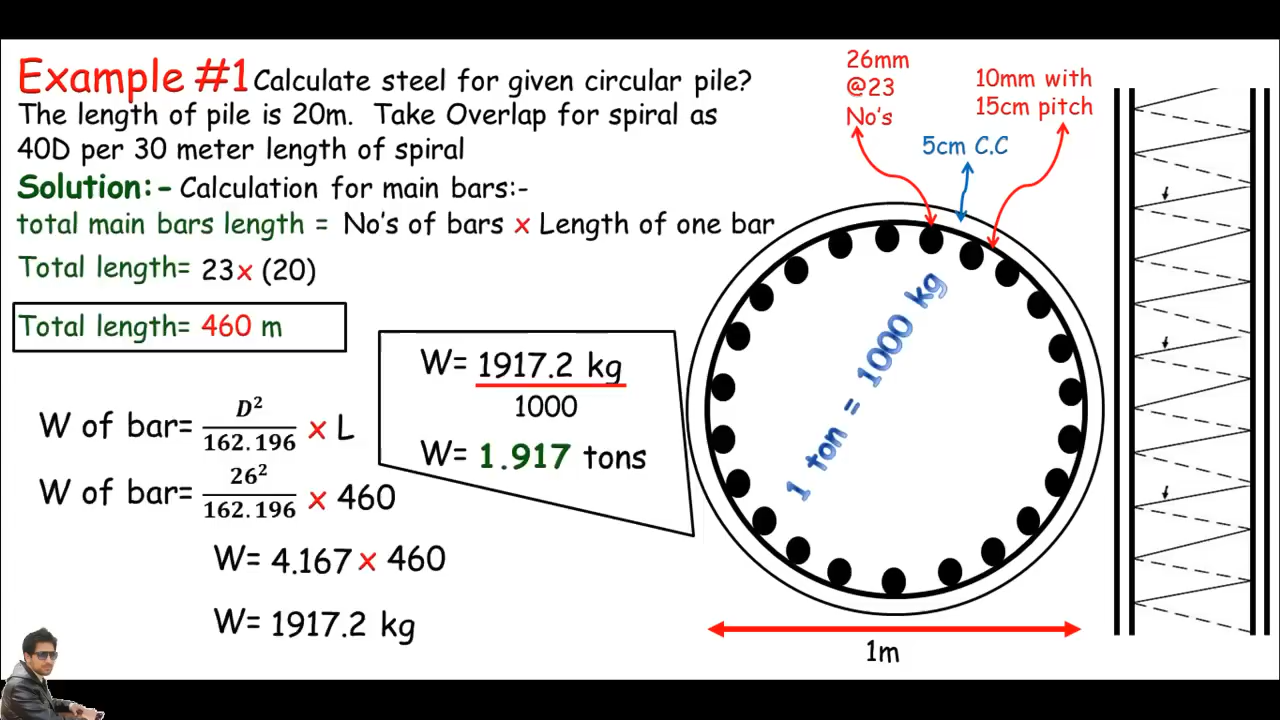 Example #1 Calculate steel for given circular pile?
The length of pile is 20m. Take Overlap for spiral as
40D per 30 meter length of spiral
Solution:- Calculation for main bars:-
total main bars length = No's of bars x Length of one bar
Total length= 23x (20)
Total length= 460 m
W of bar= D²/162.196 x L
W of bar= 26²/162.196 x 460
W= 4.167 x 460
W= 1917.2 kg
W= 1917.2 kg
1000
W= 1.917 tons
26mm
@23
No's
10mm with
15cm pitch
5cm C.C
1 ton = 1000 kg
1m